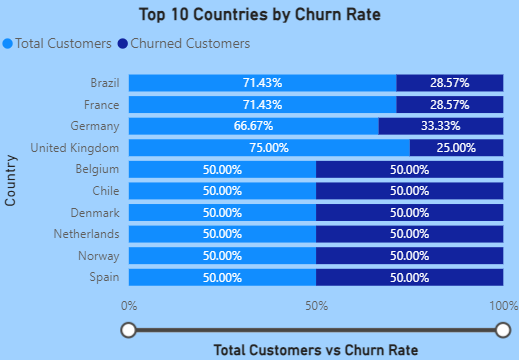 Top 10 Countries by Churn Rate
Total Customers Churned Customers
Country
Brazil 71.43% 28.57%
France 71.43% 28.57%
Germany 66.67% 33.33%
United Kingdom 75.00% 25.00%
Belgium 50.00% 50.00%
Chile 50.00% 50.00%
Denmark 50.00% 50.00%
Netherlands 50.00% 50.00%
Norway 50.00% 50.00%
Spain 50.00% 50.00%
0% 50% 100%
Total Customers vs Churn Rate